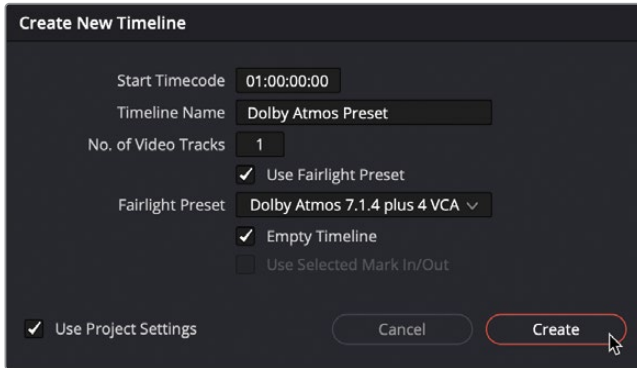 Create New Timeline
Start Timecode 01:00:00:00
Timeline Name Dolby Atmos Preset
No. of Video Tracks 1
Use Fairlight Preset
Fairlight Preset Dolby Atmos 7.1.4 plus 4 VCA
Empty Timeline
Use Selected Mark In/Out
Use Project Settings Cancel Create